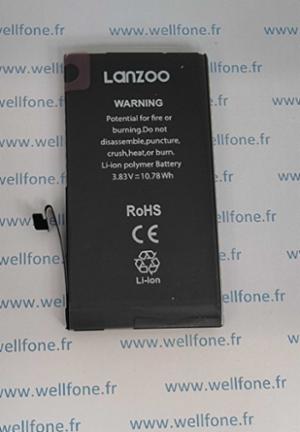 www.wellfone.fr www.wellfone.fr
ne.fr www.wellfone.fr
www.wellfone.fr
Lanzoo
WARNING
Potential for fire or
burning.Do not
disassemble,puncture,
crush,heat,or burn.
Li-ion polymer Battery
3.83V⎓10.78Wh
RoHS
CE
Li-ion
www.wellfone.fr
www.wellfone.fr